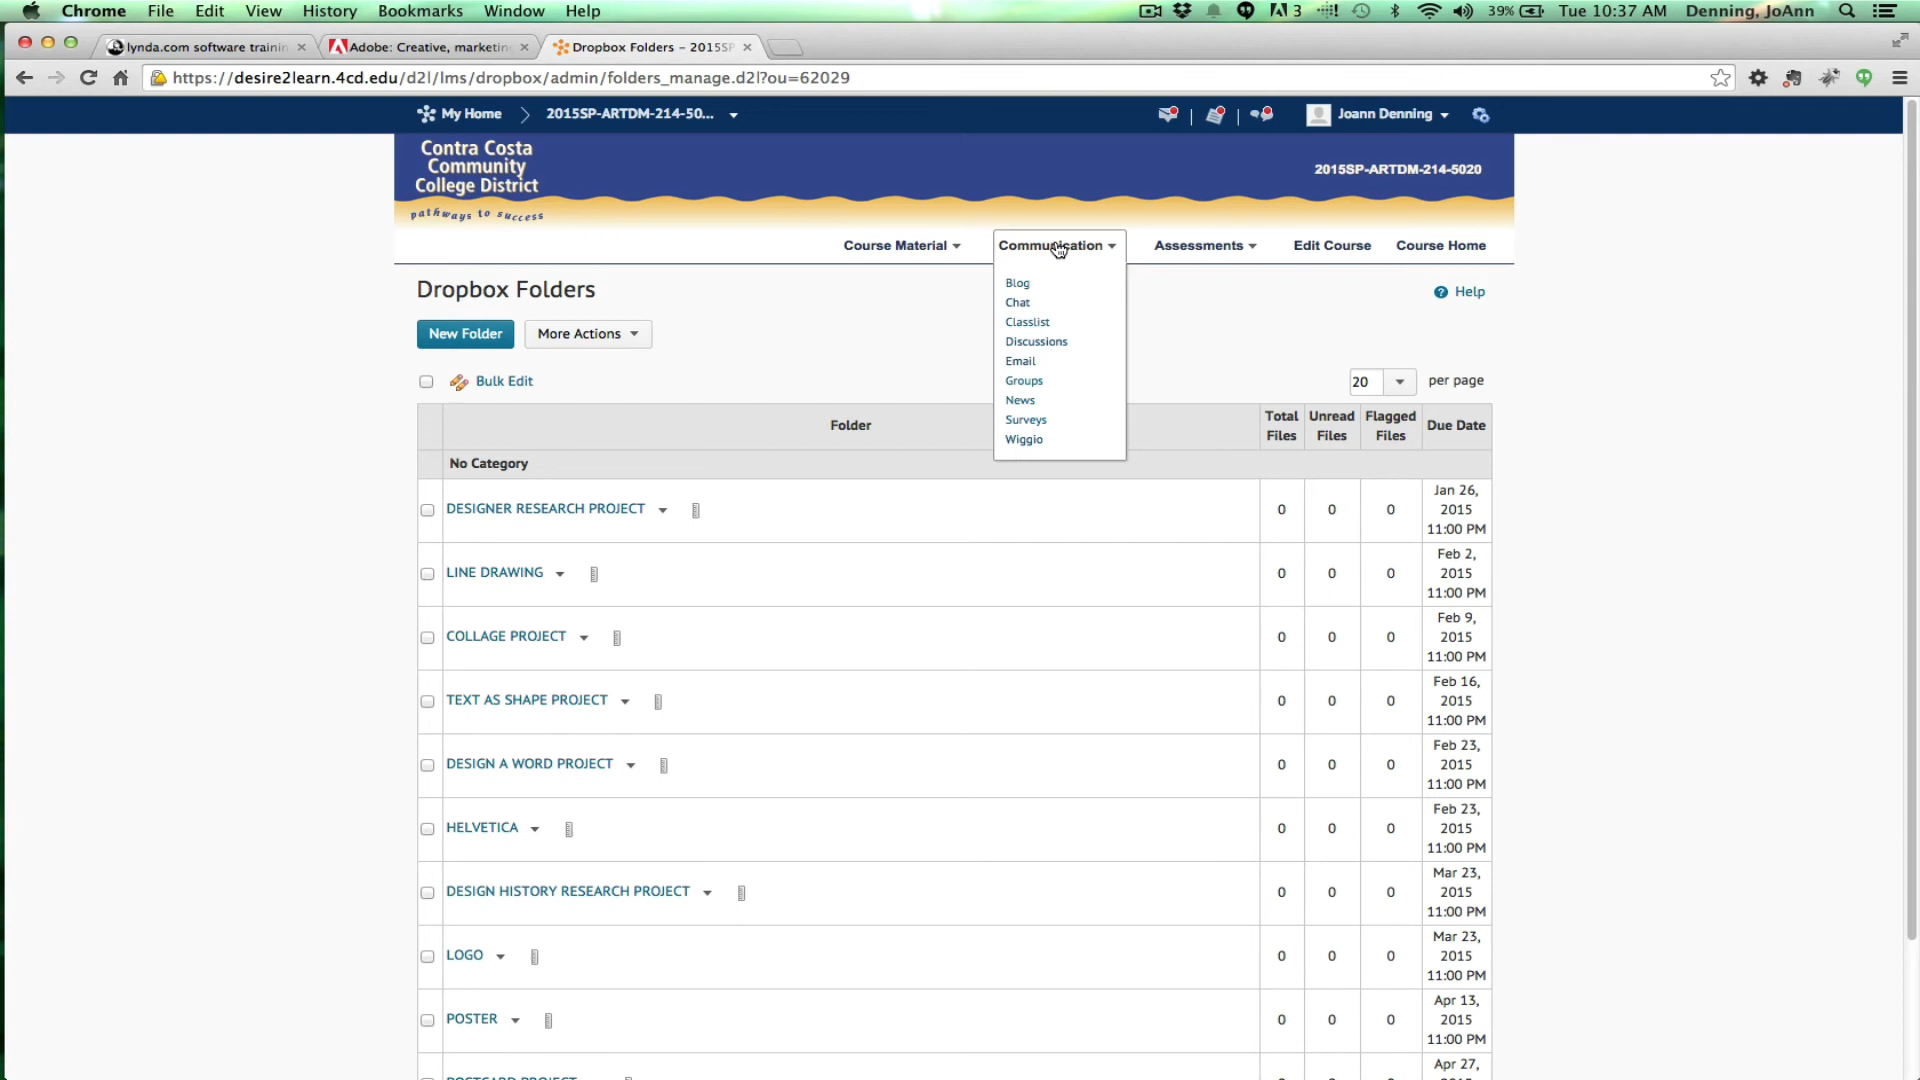 Chrome File Edit View History Bookmarks Window Help 3 39% Tue 10:37 AM Denning, JoAnn
lynda.com software trainin Adobe: Creative, marketin Dropbox Folders – 2015SP
https://desire2learn.4cd.edu/d2l/lms/dropbox/admin/folders_manage.d2l?ou=62029
My Home 2015SP-ARTDM-214-50... Joann Denning
Contra Costa
Community
College District
pathways to success
2015SP-ARTDM-214-5020
Course Material Communication Assessments Edit Course Course Home
Blog
Chat
Classlist
Discussions
Email
Groups
News
Surveys
Wiggio
Dropbox Folders
Help
New Folder More Actions
Bulk Edit
20 per page
Folder Total Files Unread Files Flagged Files Due Date
No Category
DESIGNER RESEARCH PROJECT 0 0 0 Jan 26, 2015 11:00 PM
LINE DRAWING 0 0 0 Feb 2, 2015 11:00 PM
COLLAGE PROJECT 0 0 0 Feb 9, 2015 11:00 PM
TEXT AS SHAPE PROJECT 0 0 0 Feb 16, 2015 11:00 PM
DESIGN A WORD PROJECT 0 0 0 Feb 23, 2015 11:00 PM
HELVETICA 0 0 0 Feb 23, 2015 11:00 PM
DESIGN HISTORY RESEARCH PROJECT 0 0 0 Mar 23, 2015 11:00 PM
LOGO 0 0 0 Mar 23, 2015 11:00 PM
POSTER 0 0 0 Apr 13, 2015 11:00 PM
POSTCARD PROJECT Apr 27,